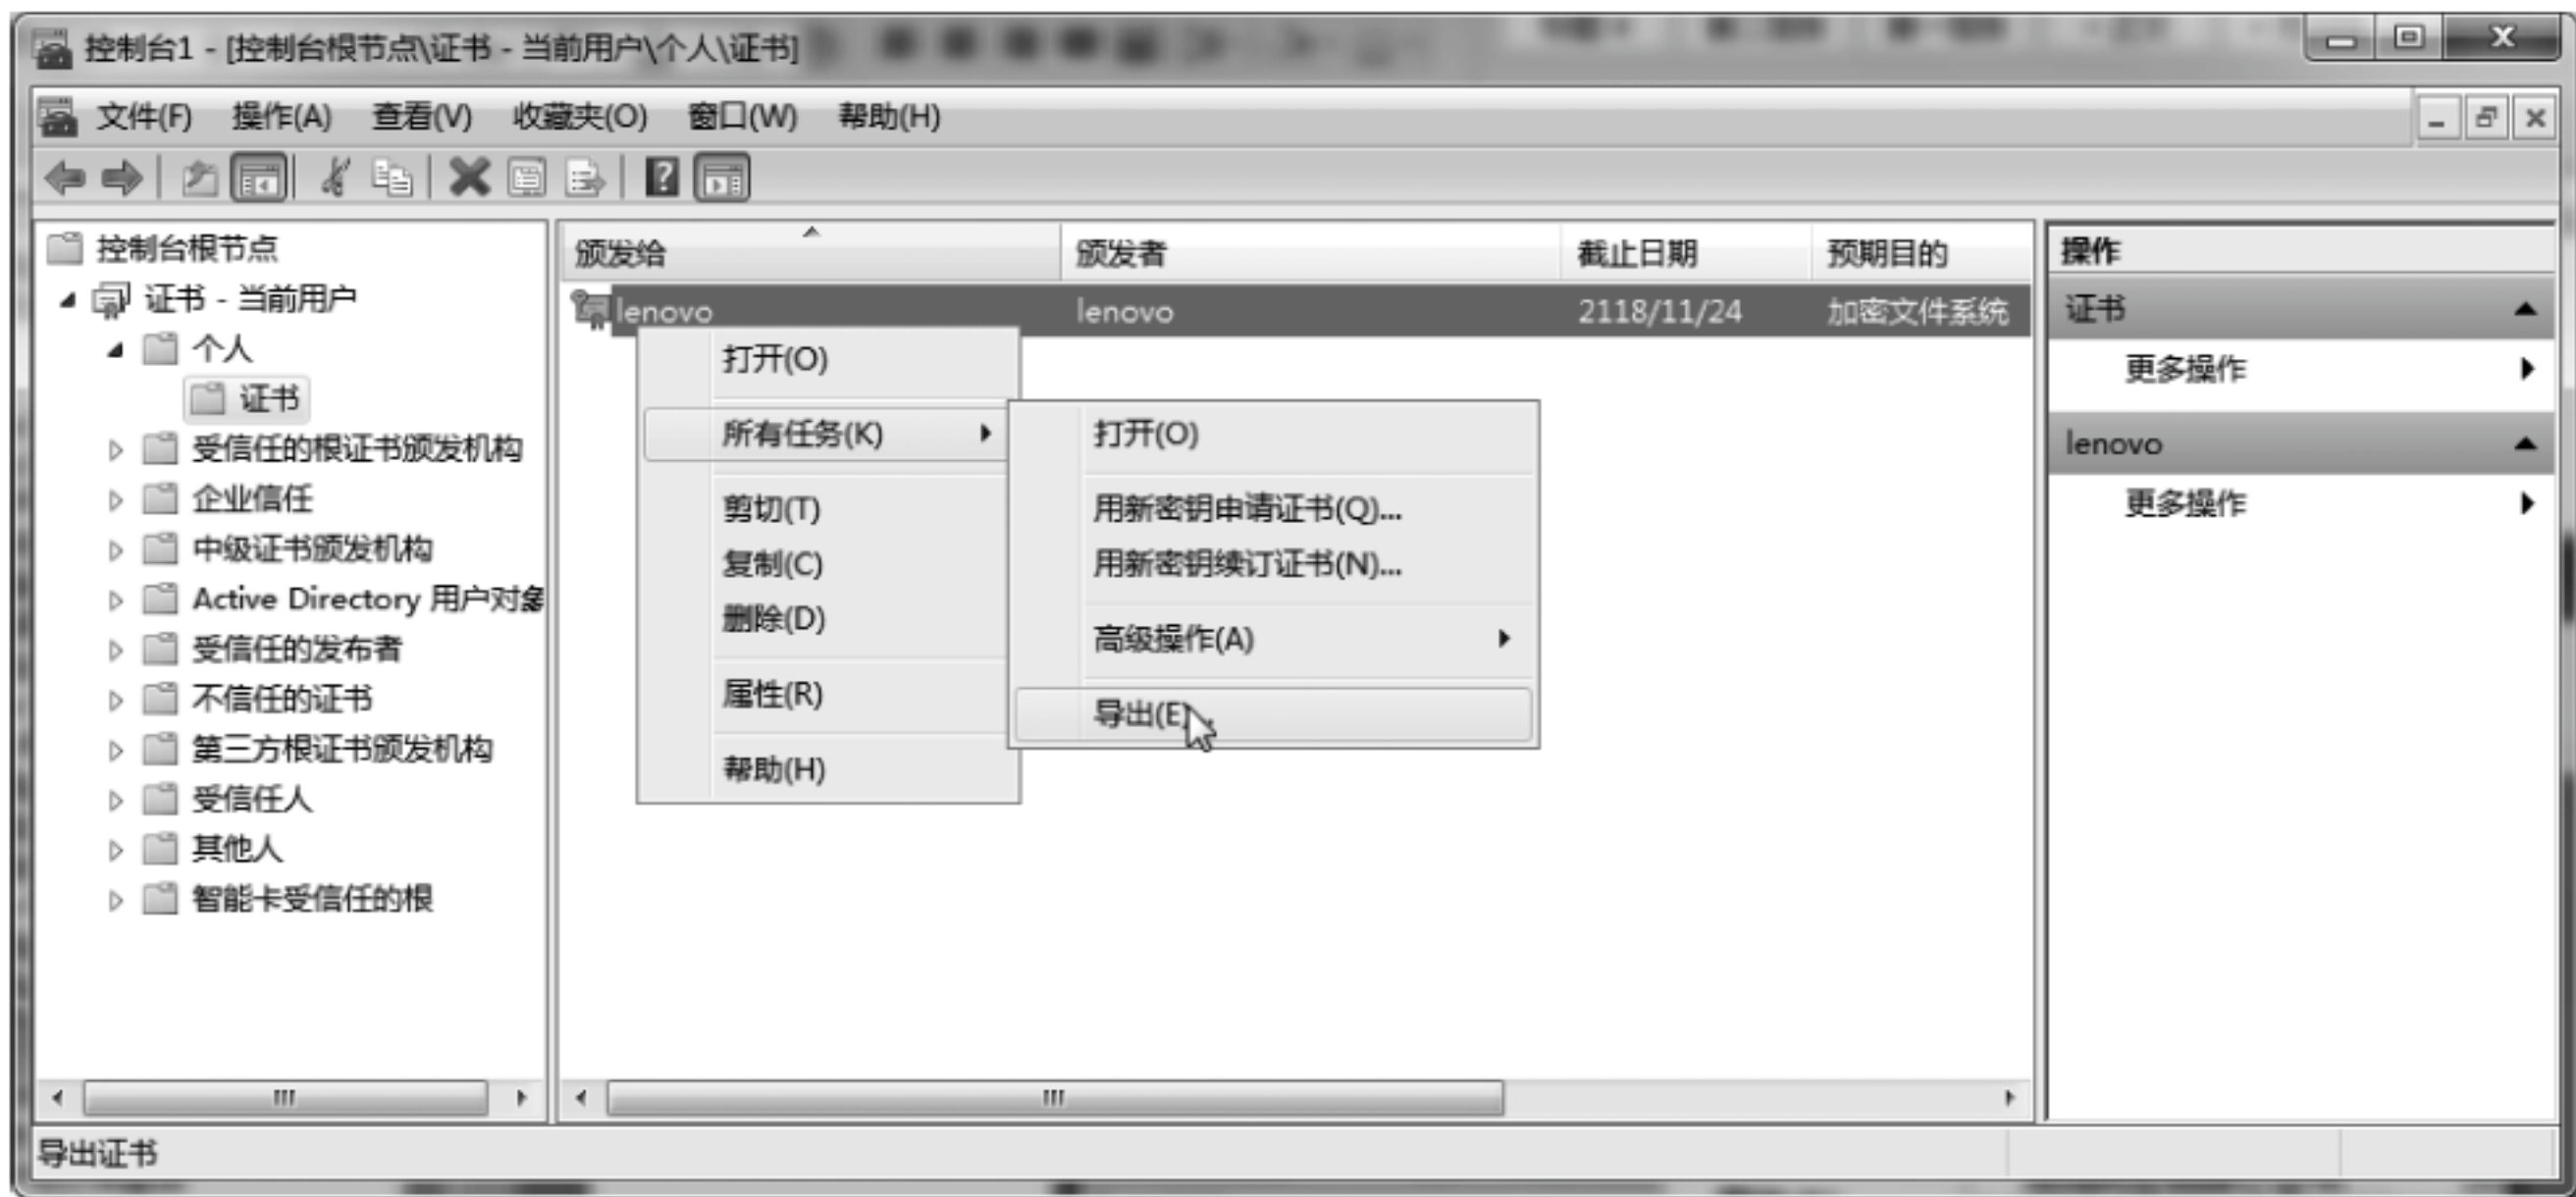 控制台1 - [控制台根节点\证书 - 当前用户\个人\证书]
文件(F) 操作(A) 查看(V) 收藏夹(O) 窗口(W) 帮助(H)
控制台根节点
证书 - 当前用户
个人
证书
受信任的根证书颁发机构
企业信任
中级证书颁发机构
Active Directory 用户对象
受信任的发布者
不信任的证书
第三方根证书颁发机构
受信任人
其他人
智能卡受信任的根
颁发给 颁发者 截止日期 预期目的
lenovo lenovo 2118/11/24 加密文件系统
打开(O)
所有任务(K)
剪切(T)
复制(C)
删除(D)
属性(R)
帮助(H)
打开(O)
用新密钥申请证书(Q)...
用新密钥续订证书(N)...
高级操作(A)
导出(E)...
操作
证书
更多操作
lenovo
更多操作
导出证书